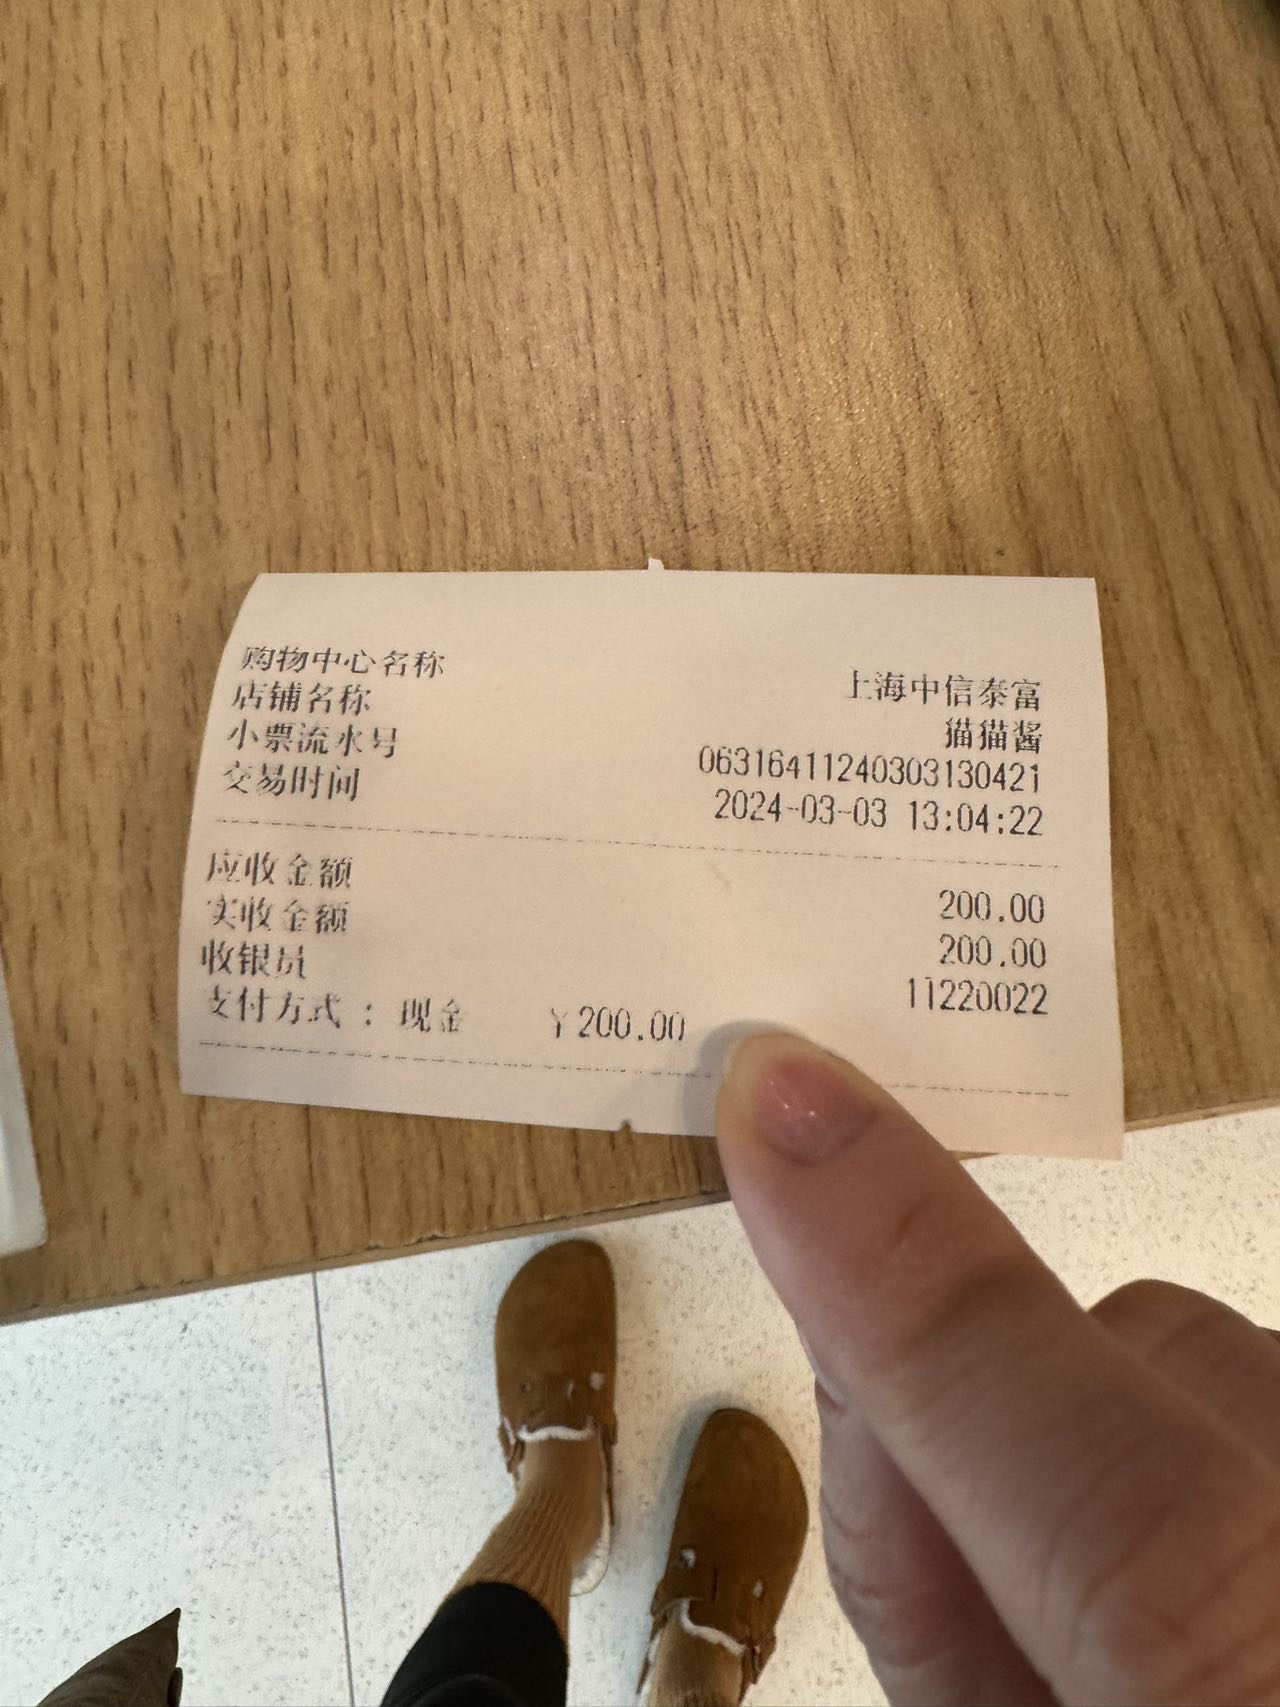 购物中心名称 上海中信泰富
店铺名称 猫猫酱
小票流水号 06316411240303130421
交易时间 2024-03-03 13:04:22
应收金额 200.00
实收金额 200.00
收银员 11220022
支付方式 : 现金 ￥200.00